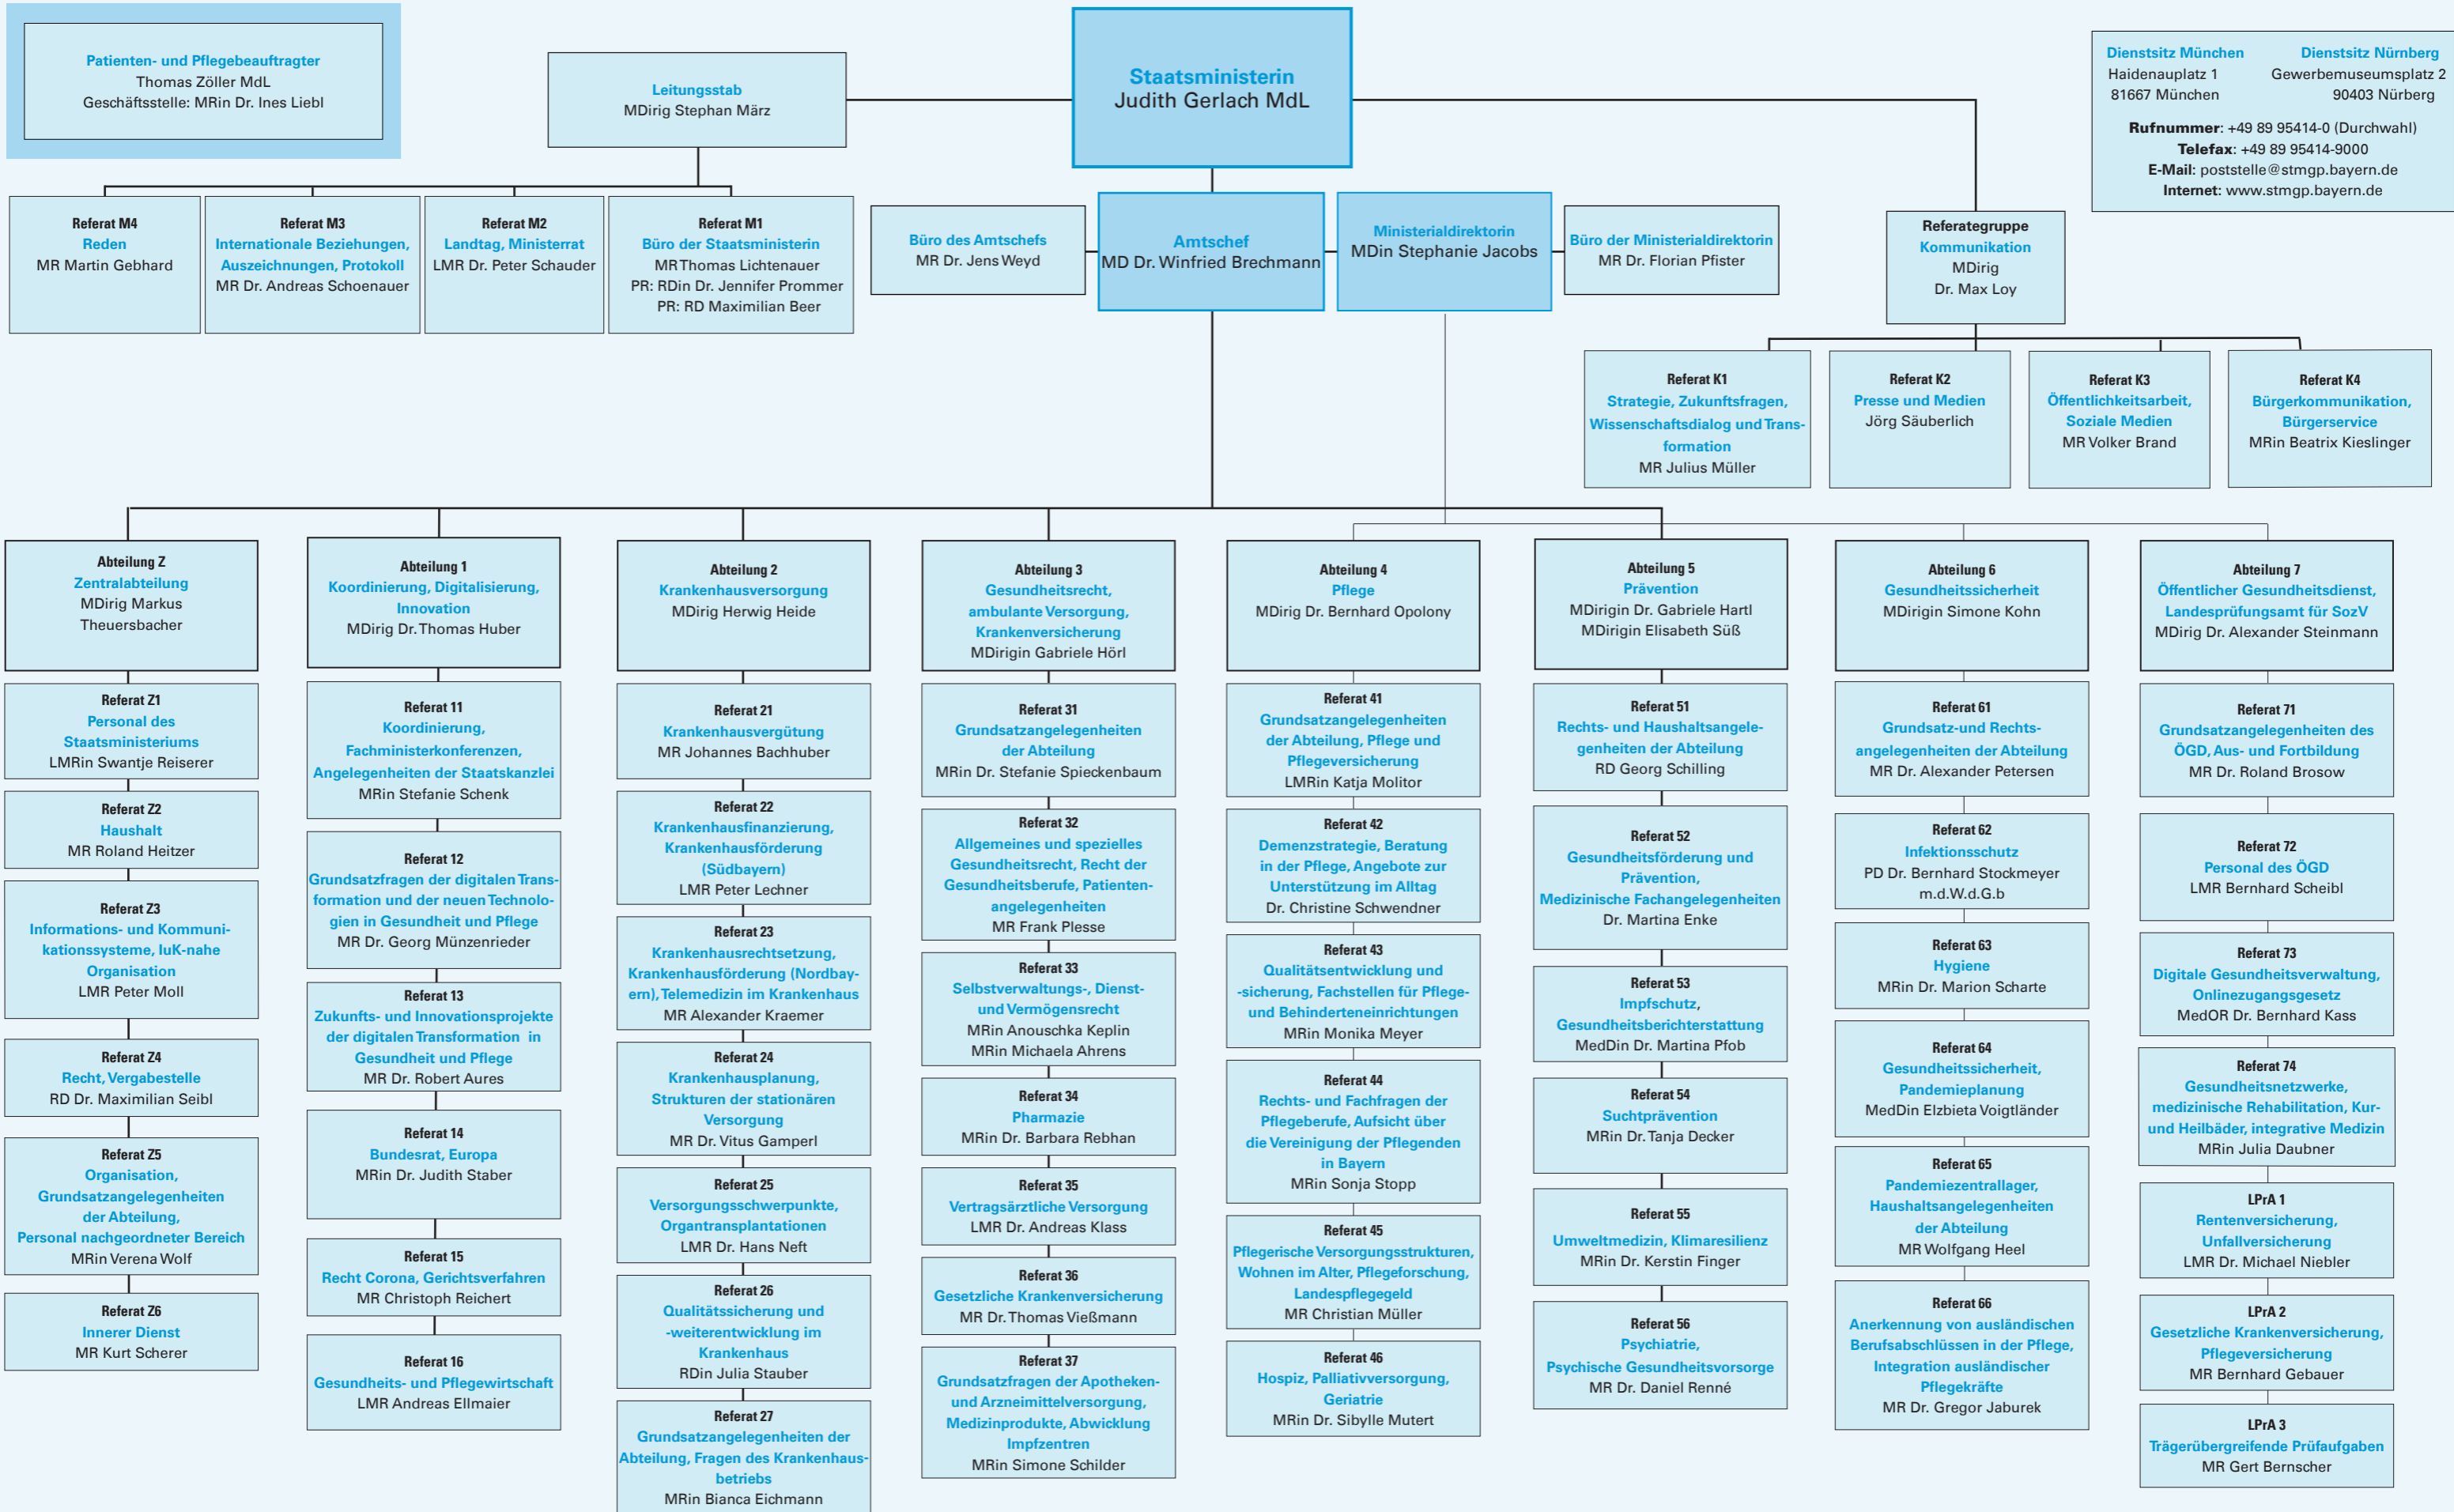 Patienten- und Pflegebeauftragter
Thomas Zöller MdL
Geschäftsstelle: MRin Dr. Ines Liebl
Leitungsstab
MDirig Stephan März
Staatsministerin
Judith Gerlach MdL
Dienstsitz München
Haidenauplatz 1
81667 München
Dienstsitz Nürnberg
Gewerbemuseumsplatz 2
90403 Nürberg
Rufnummer: +49 89 95414-0 (Durchwahl)
Telefax: +49 89 95414-9000
E-Mail: poststelle@stmgp.bayern.de
Internet: www.stmgp.bayern.de
Referat M4
Reden
MR Martin Gebhard
Referat M3
Internationale Beziehungen,
Auszeichnungen, Protokoll
MR Dr. Andreas Schoenauer
Referat M2
Landtag, Ministerrat
LMR Dr. Peter Schauder
Referat M1
Büro der Staatsministerin
MR Thomas Lichtenauer
PR: RDin Dr. Jennifer Prommer
PR: RD Maximilian Beer
Büro des Amtschefs
MR Dr. Jens Weyd
Amtschef
MD Dr. Winfried Brechmann
Ministerialdirektorin
MDin Stephanie Jacobs
Büro der Ministerialdirektorin
MR Dr. Florian Pfister
Referategruppe
Kommunikation
MDirig
Dr. Max Loy
Referat K1
Strategie, Zukunftsfragen,
Wissenschaftsdialog und Trans-
formation
MR Julius Müller
Referat K2
Presse und Medien
Jörg Säuberlich
Referat K3
Öffentlichkeitsarbeit,
Soziale Medien
MR Volker Brand
Referat K4
Bürgerkommunikation,
Bürgerservice
MRin Beatrix Kieslinger
Abteilung Z
Zentralabteilung
MDirig Markus
Theuersbacher
Referat Z1
Personal des
Staatsministeriums
LMRin Swantje Reiserer
Referat Z2
Haushalt
MR Roland Heitzer
Referat Z3
Informations- und Kommuni-
kationssysteme, IuK-nahe
Organisation
LMR Peter Moll
Referat Z4
Recht, Vergabestelle
RD Dr. Maximilian Seibl
Referat Z5
Organisation,
Grundsatzangelegenheiten
der Abteilung,
Personal nachgeordneter Bereich
MRin Verena Wolf
Referat Z6
Innerer Dienst
MR Kurt Scherer
Abteilung 1
Koordinierung, Digitalisierung,
Innovation
MDirig Dr. Thomas Huber
Referat 11
Koordinierung,
Fachministerkonferenzen,
Angelegenheiten der Staatskanzlei
MRin Stefanie Schenk
Referat 12
Grundsatzfragen der digitalen Trans-
formation und der neuen Technolo-
gien in Gesundheit und Pflege
MR Dr. Georg Münzenrieder
Referat 13
Zukunfts- und Innovationsprojekte
der digitalen Transformation in
Gesundheit und Pflege
MR Dr. Robert Aures
Referat 14
Bundesrat, Europa
MRin Dr. Judith Staber
Referat 15
Recht Corona, Gerichtsverfahren
MR Christoph Reichert
Referat 16
Gesundheits- und Pflegewirtschaft
LMR Andreas Ellmaier
Abteilung 2
Krankenhausversorgung
MDirig Herwig Heide
Referat 21
Krankenhausvergütung
MR Johannes Bachhuber
Referat 22
Krankenhausfinanzierung,
Krankenhausförderung
(Südbayern)
LMR Peter Lechner
Referat 23
Krankenhausrechtsetzung,
Krankenhausförderung (Nordbay-
ern), Telemedizin im Krankenhaus
MR Alexander Kraemer
Referat 24
Krankenhausplanung,
Strukturen der stationären
Versorgung
MR Dr. Vitus Gamperl
Referat 25
Versorgungsschwerpunkte,
Organtransplantationen
LMR Dr. Hans Neft
Referat 26
Qualitätssicherung und
-weiterentwicklung im
Krankenhaus
RDin Julia Stauber
Referat 27
Grundsatzangelegenheiten der
Abteilung, Fragen des Krankenhaus-
betriebs
MRin Bianca Eichmann
Abteilung 3
Gesundheitsrecht,
ambulante Versorgung,
Krankenversicherung
MDirigin Gabriele Hörl
Referat 31
Grundsatzangelegenheiten
der Abteilung
MRin Dr. Stefanie Spieckenbaum
Referat 32
Allgemeines und spezielles
Gesundheitsrecht, Recht der
Gesundheitsberufe, Patienten-
angelegenheiten
MR Frank Plesse
Referat 33
Selbstverwaltungs-, Dienst-
und Vermögensrecht
MRin Anouschka Keplin
MRin Michaela Ahrens
Referat 34
Pharmazie
MRin Dr. Barbara Rebhan
Referat 35
Vertragsärztliche Versorgung
LMR Dr. Andreas Klass
Referat 36
Gesetzliche Krankenversicherung
MR Dr. Thomas Vießmann
Referat 37
Grundsatzfragen der Apotheken-
und Arzneimittelversorgung,
Medizinprodukte, Abwicklung
Impfzentren
MRin Simone Schilder
Abteilung 4
Pflege
MDirig Dr. Bernhard Opolony
Referat 41
Grundsatzangelegenheiten
der Abteilung, Pflege und
Pflegeversicherung
LMRin Katja Molitor
Referat 42
Demenzstrategie, Beratung
in der Pflege, Angebote zur
Unterstützung im Alltag
Dr. Christine Schwendner
Referat 43
Qualitätsentwicklung und
-sicherung, Fachstellen für Pflege-
und Behinderteneinrichtungen
MRin Monika Meyer
Referat 44
Rechts- und Fachfragen der
Pflegeberufe, Aufsicht über
die Vereinigung der Pflegenden
in Bayern
MRin Sonja Stopp
Referat 45
Pflegerische Versorgungsstrukturen,
Wohnen im Alter, Pflegeforschung,
Landespflegegeld
MR Christian Müller
Referat 46
Hospiz, Palliativversorgung,
Geriatrie
MRin Dr. Sibylle Mutert
Abteilung 5
Prävention
MDirigin Dr. Gabriele Hartl
MDirigin Elisabeth Süß
Referat 51
Rechts- und Haushaltsangele-
genheiten der Abteilung
RD Georg Schilling
Referat 52
Gesundheitsförderung und
Prävention,
Medizinische Fachangelegenheiten
Dr. Martina Enke
Referat 53
Impfschutz,
Gesundheitsberichterstattung
MedDin Dr. Martina Pfob
Referat 54
Suchtprävention
MRin Dr. Tanja Decker
Referat 55
Umweltmedizin, Klimaresilienz
MRin Dr. Kerstin Finger
Referat 56
Psychiatrie,
Psychische Gesundheitsvorsorge
MR Dr. Daniel Renné
Abteilung 6
Gesundheitssicherheit
MDirigin Simone Kohn
Referat 61
Grundsatz-und Rechts-
angelegenheiten der Abteilung
MR Dr. Alexander Petersen
Referat 62
Infektionsschutz
PD Dr. Bernhard Stockmeyer
m.d.W.d.G.b
Referat 63
Hygiene
MRin Dr. Marion Scharte
Referat 64
Gesundheitssicherheit,
Pandemieplanung
MedDin Elzbieta Voigtländer
Referat 65
Pandemiezentrallager,
Haushaltsangelegenheiten
der Abteilung
MR Wolfgang Heel
Referat 66
Anerkennung von ausländischen
Berufsabschlüssen in der Pflege,
Integration ausländischer
Pflegekräfte
MR Dr. Gregor Jaburek
Abteilung 7
Öffentlicher Gesundheitsdienst,
Landesprüfungsamt für SozV
MDirig Dr. Alexander Steinmann
Referat 71
Grundsatzangelegenheiten des
ÖGD, Aus- und Fortbildung
MR Dr. Roland Brosow
Referat 72
Personal des ÖGD
LMR Bernhard Scheibl
Referat 73
Digitale Gesundheitsverwaltung,
Onlinezugangsgesetz
MedOR Dr. Bernhard Kass
Referat 74
Gesundheitsnetzwerke,
medizinische Rehabilitation, Kur-
und Heilbäder, integrative Medizin
MRin Julia Daubner
LPrA 1
Rentenversicherung,
Unfallversicherung
LMR Dr. Michael Niebler
LPrA 2
Gesetzliche Krankenversicherung,
Pflegeversicherung
MR Bernhard Gebauer
LPrA 3
Trägerübergreifende Prüfaufgaben
MR Gert Bernscher